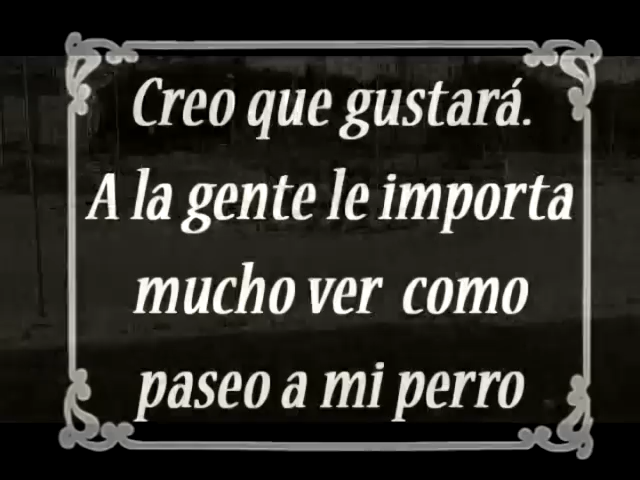 Creo que gustará.
A la gente le importa
mucho ver como
paseo a mi perro